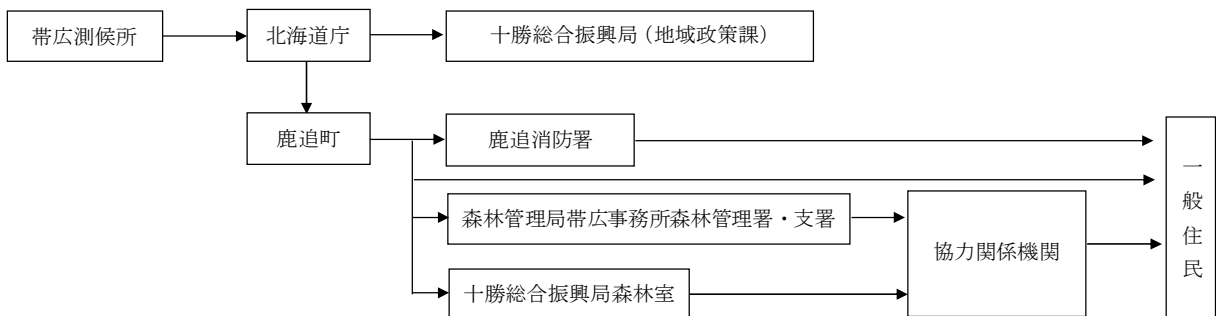 帯広測候所
北海道庁
十勝総合振興局（地域政策課）
鹿追町
鹿追消防署
森林管理局帯広事務所森林管理署・支署
十勝総合振興局森林室
協力関係機関
一般住民